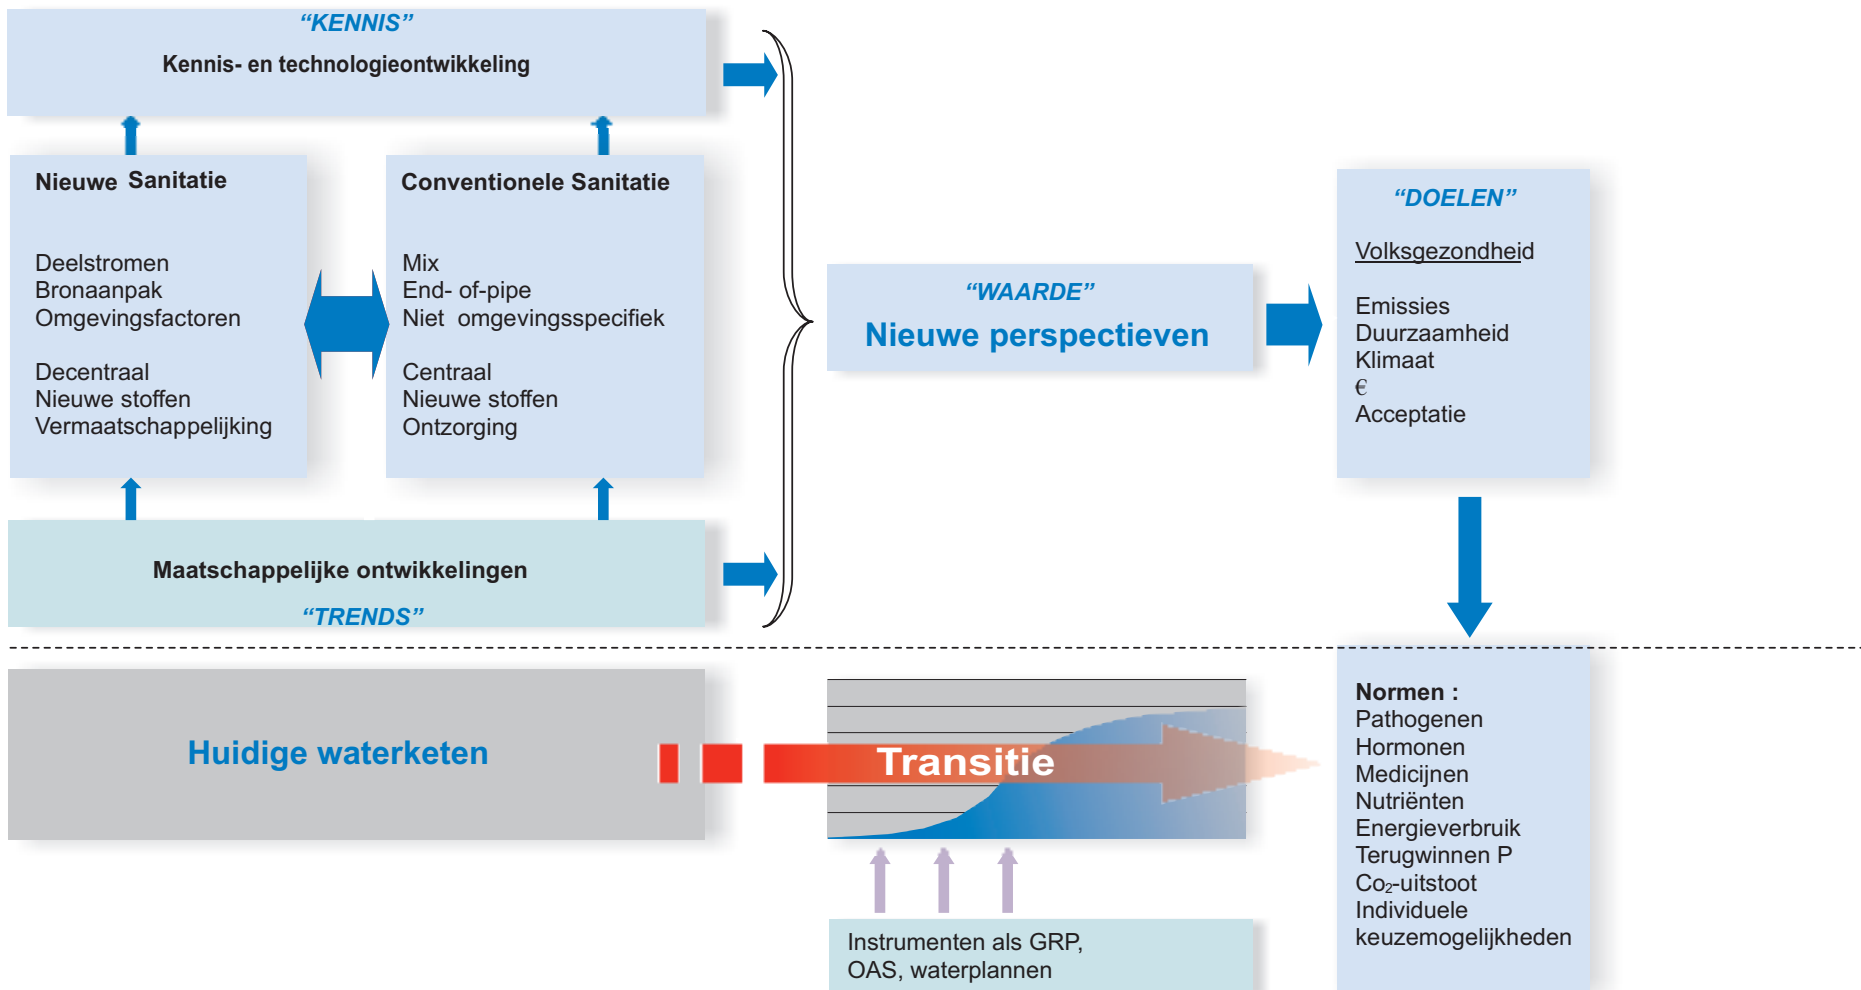 “KENNIS”
Kennis- en technologieontwikkeling
Nieuwe Sanitatie
Deelstromen
Bronaanpak
Omgevingsfactoren
Decentraal
Nieuwe stoffen
Vermaatschappelijking
Conventionele Sanitatie
Mix
End- of-pipe
Niet omgevingsspecifiek
Centraal
Nieuwe stoffen
Ontzorging
Maatschappelijke ontwikkelingen
“TRENDS”
“WAARDE”
Nieuwe perspectieven
“DOELEN”
Volksgezondheid
Emissies
Duurzaamheid
Klimaat
€
Acceptatie
Huidige waterketen
Transitie
Instrumenten als GRP,
OAS, waterplannen
Normen :
Pathogenen
Hormonen
Medicijnen
Nutriënten
Energieverbruik
Terugwinnen P
Co₂-uitstoot
Individuele
keuzemogelijkheden